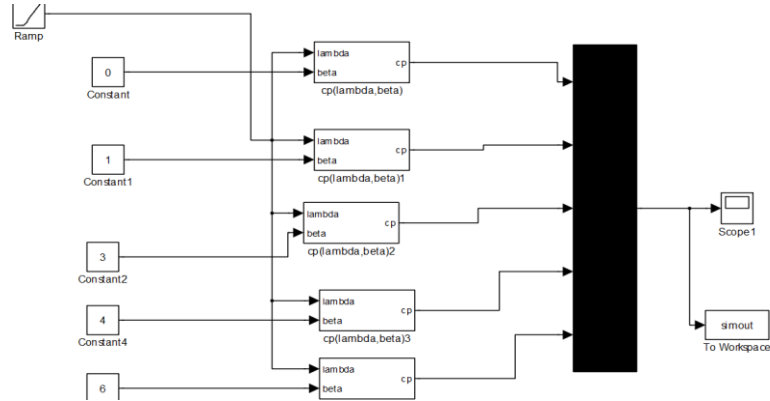 Ramp
lambda
beta
cp
cp(lambda,beta)
0
Constant
lambda
beta
cp
cp(lambda,beta)1
1
Constant1
lambda
beta
cp
cp(lambda,beta)2
3
Constant2
lambda
beta
cp
cp(lambda,beta)3
4
Constant4
lambda
beta
cp
6
Scope1
simout
To Workspace